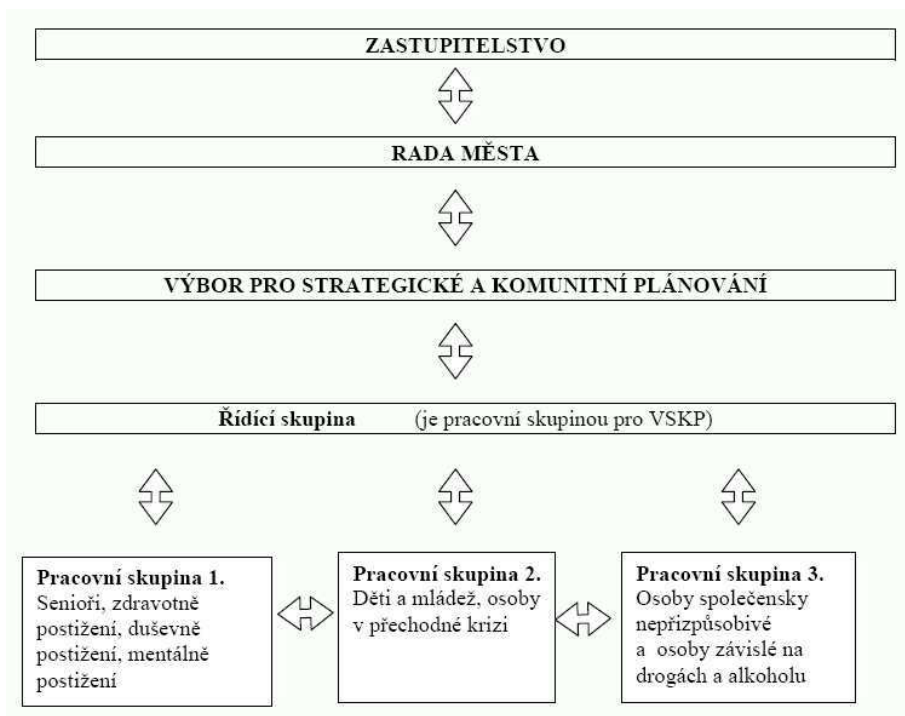 ZASTUPITELSTVO
RADA MĚSTA
VÝBOR PRO STRATEGICKÉ A KOMUNITNÍ PLÁNOVÁNÍ
Řídící skupina (je pracovní skupinou pro VSKP)
Pracovní skupina 1.
Senioři, zdravotně
postižení, duševně
postižení, mentálně
postižení
Pracovní skupina 2.
Děti a mládež, osoby
v přechodné krizi
Pracovní skupina 3.
Osoby společensky
nepřizpůsobivé
a osoby závislé na
drogách a alkoholu